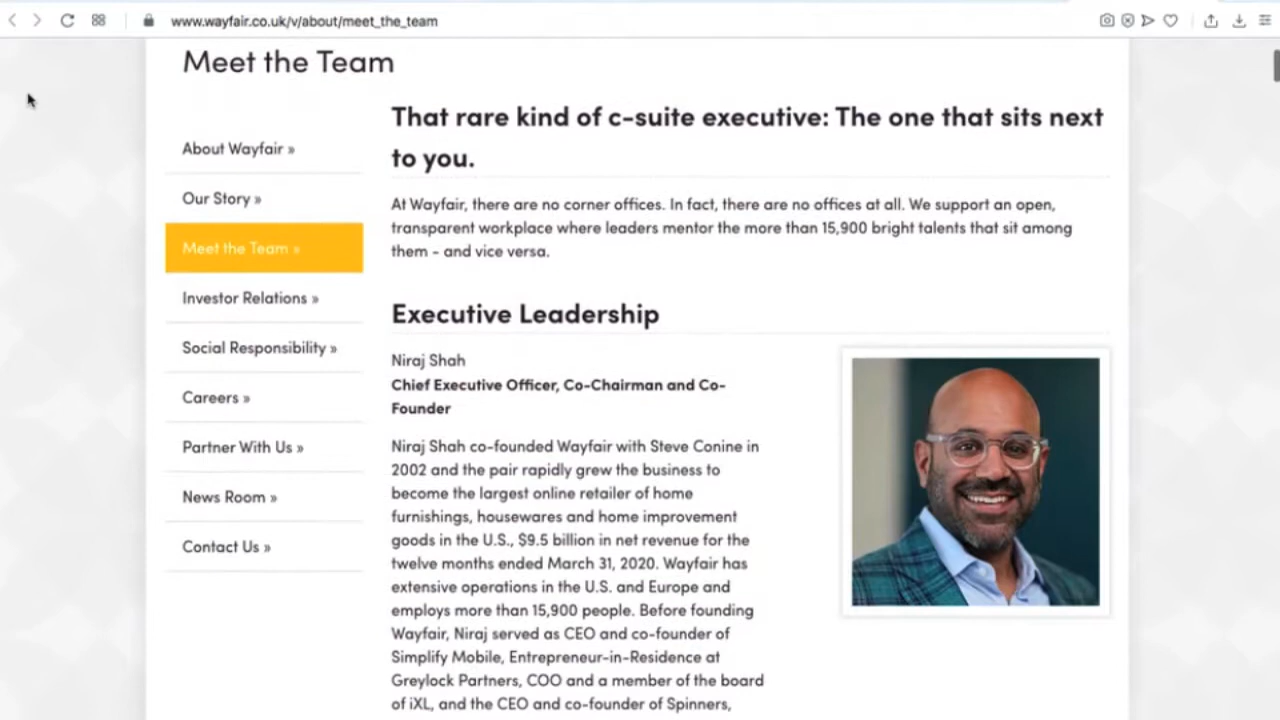 www.wayfair.co.uk/v/about/meet_the_team
Meet the Team
About Wayfair »
Our Story »
Meet the Team »
Investor Relations »
Social Responsibility »
Careers »
Partner With Us »
News Room »
Contact Us »
That rare kind of c-suite executive: The one that sits next
to you.
At Wayfair, there are no corner offices. In fact, there are no offices at all. We support an open,
transparent workplace where leaders mentor the more than 15,900 bright talents that sit among
them - and vice versa.
Executive Leadership
Niraj Shah
Chief Executive Officer, Co-Chairman and Co-
Founder
Niraj Shah co-founded Wayfair with Steve Conine in
2002 and the pair rapidly grew the business to
become the largest online retailer of home
furnishings, housewares and home improvement
goods in the U.S., $9.5 billion in net revenue for the
twelve months ended March 31, 2020. Wayfair has
extensive operations in the U.S. and Europe and
employs more than 15,900 people. Before founding
Wayfair, Niraj served as CEO and co-founder of
Simplify Mobile, Entrepreneur-in-Residence at
Greylock Partners, COO and a member of the board
of iXL, and the CEO and co-founder of Spinners,